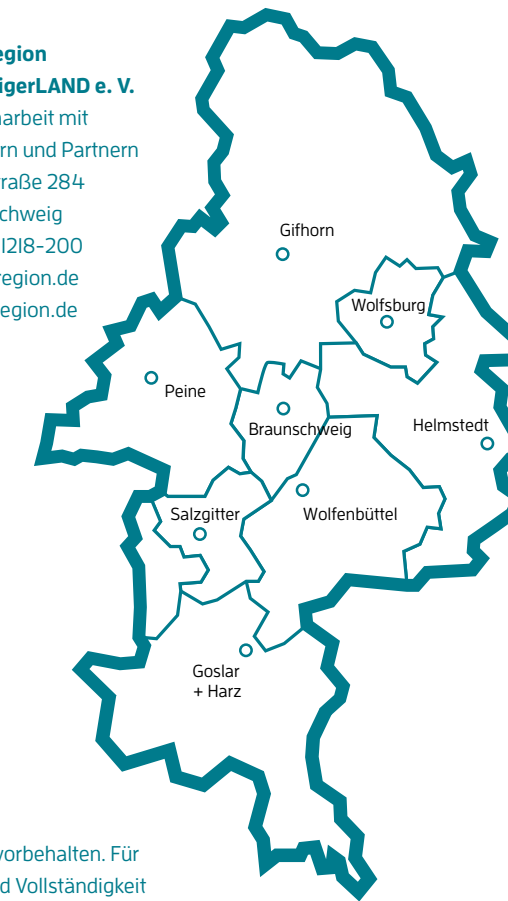 egion
igerLAND e. V.
arbeit mit
rn und Partnern
raße 284
chweig
1218-200
region.de
egion.de
Gifhorn
Wolfsburg
Peine
Braunschweig
Helmstedt
Salzgitter
Wolfenbüttel
Goslar
+ Harz
vorbehalten. Für
d Vollständigkeit